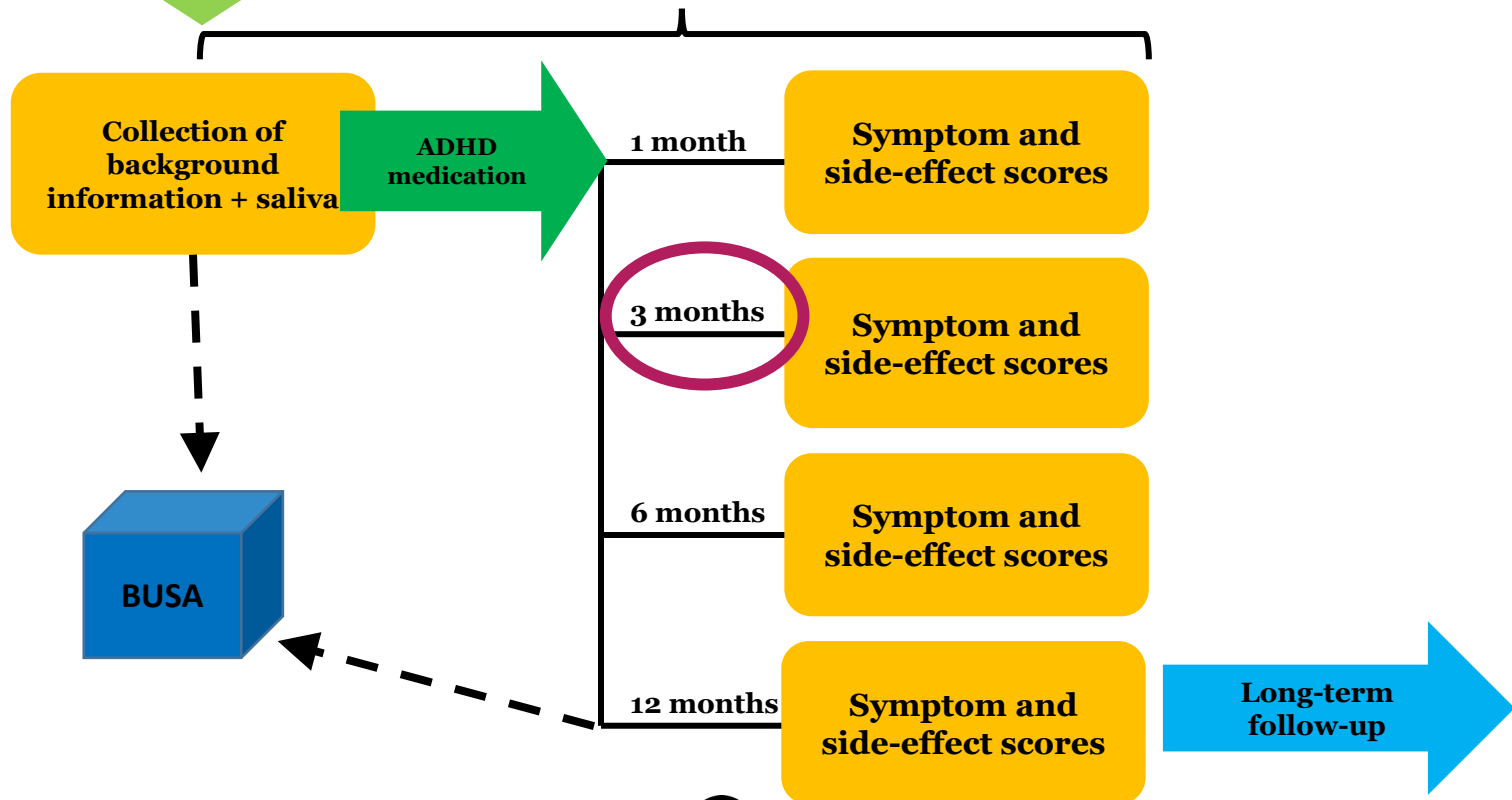 Collection of
background
information + saliva
ADHD
medication
1 month
Symptom and
side-effect scores
3 months
Symptom and
side-effect scores
6 months
Symptom and
side-effect scores
BUSA
12 months
Symptom and
side-effect scores
Long-term
follow-up